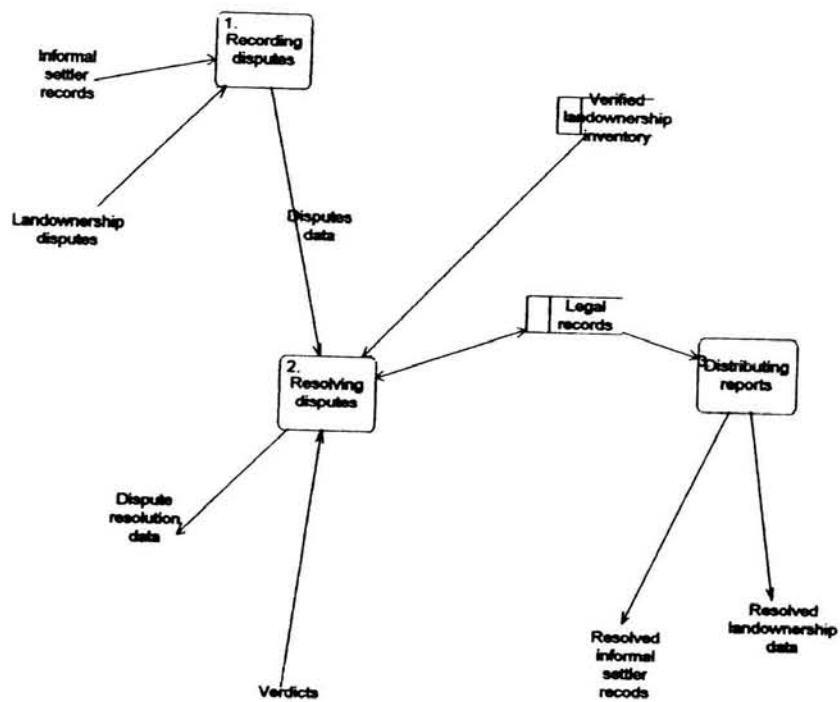 1.
Recording
disputes
Informal
settler
records
Verified
landownership
inventory
Landownership
disputes
Disputes
data
Legal
records
2.
Resolving
disputes
3
Distributing
reports
Dispute
resolution
data
Resolved
informal
settler
recods
Resolved
landownership
data
Verdicts